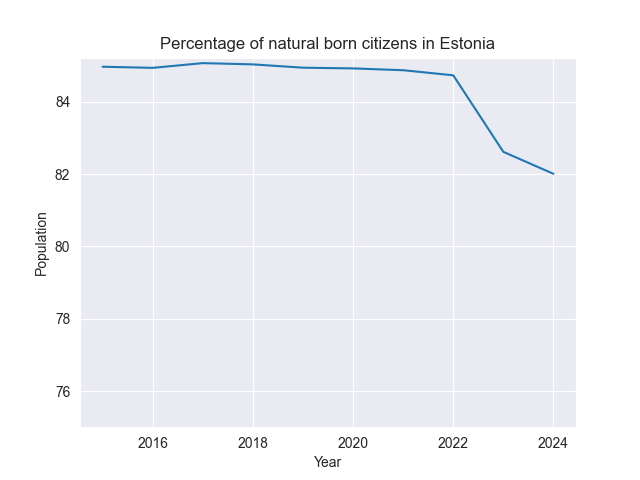 Percentage of natural born citizens in Estonia
84
82
80
78
76
Population
2016 2018 2020 2022 2024
Year